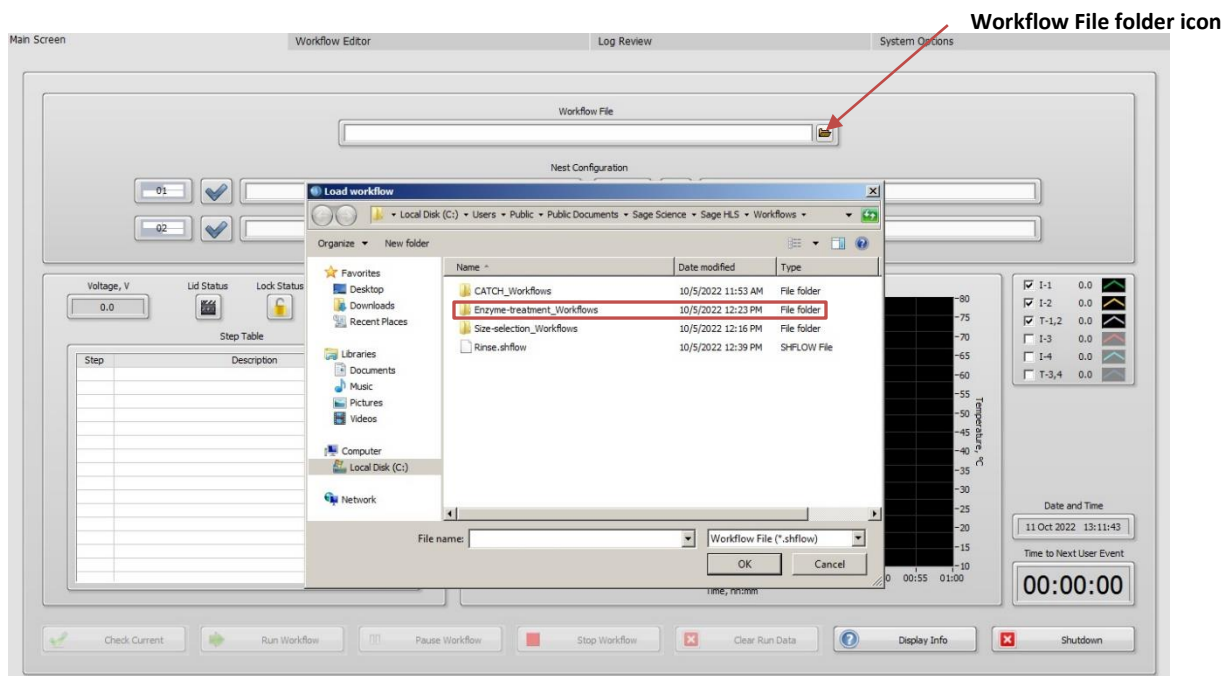 Workflow File folder icon
Main Screen
Workflow Editor
Log Review
System Options
Workflow File
Nest Configuration
01
02
Load workflow
Local Disk (C:) Users Public Public Documents Sage Science Sage HLS Workflows
Organize New folder
Name Date modified Type
Favorites
Desktop
Downloads
Recent Places
Libraries
Documents
Music
Pictures
Videos
Computer
Local Disk (C:)
Network
CATCH_Workflows 10/5/2022 11:53 AM File folder
Enzyme-treatment_Workflows 10/5/2022 12:23 PM File folder
Size-selection_Workflows 10/5/2022 12:16 PM File folder
Rinse.shflow 10/5/2022 12:39 PM SHFLOW File
File name:
Workflow File (*.shflow)
OK
Cancel
Voltage, V
Lid Status
Lock Status
0.0
Step Table
Step Description
-80
-75
-70
-65
-60
-55
-50
-45
-40
-35
-30
-25
-20
-15
-10
Temperature, °C
00:55 01:00
Time, hh:mm
I-1 0.0
I-2 0.0
T-1,2 0.0
I-3 0.0
I-4 0.0
T-3,4 0.0
Date and Time
11 Oct 2022 13:11:43
Time to Next User Event
00:00:00
Check Current
Run Workflow
Pause Workflow
Stop Workflow
Clear Run Data
Display Info
Shutdown